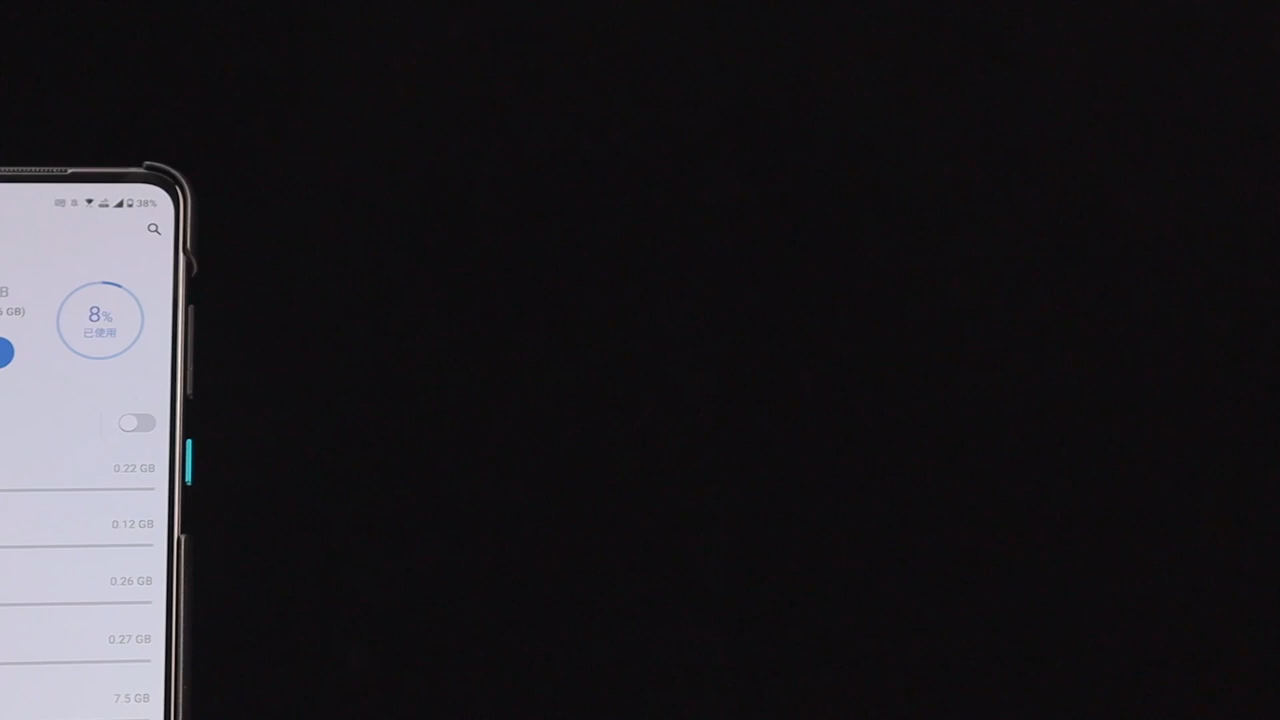 38%
B
GB)
8%
已使用
0.22 GB
0.12 GB
0.26 GB
0.27 GB
7.5 GB